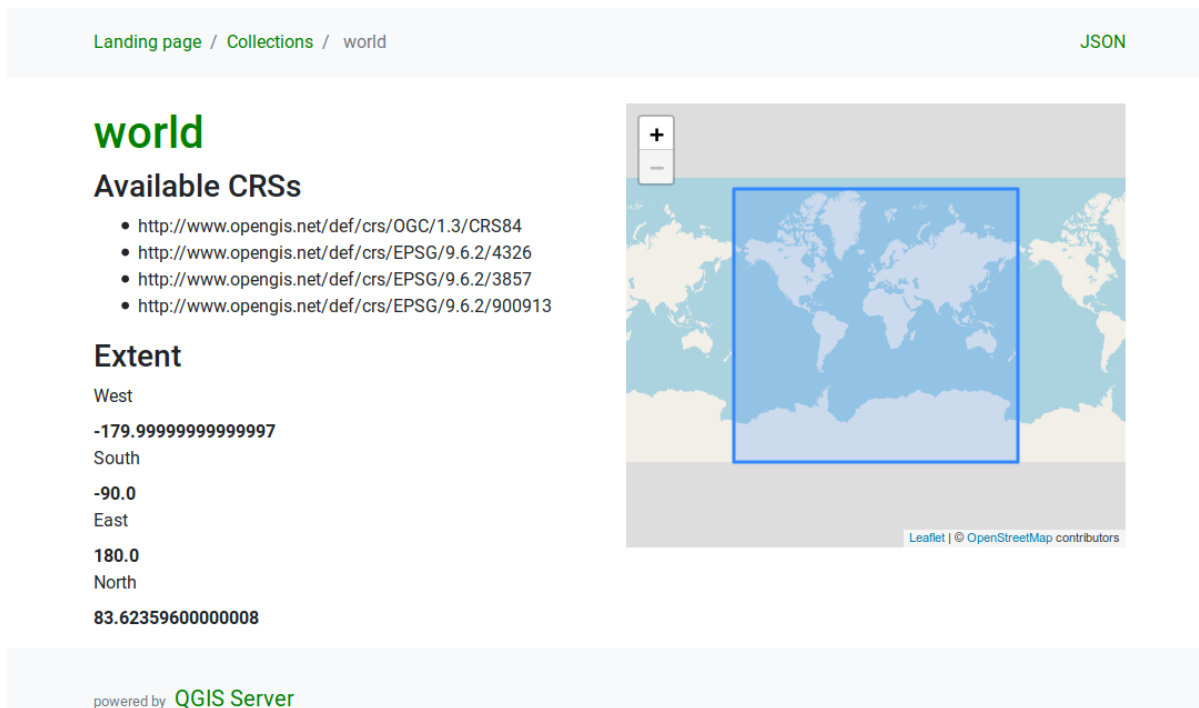 Landing page / Collections / world
JSON
world
Available CRSs
http://www.opengis.net/def/crs/OGC/1.3/CRS84
http://www.opengis.net/def/crs/EPSG/9.6.2/4326
http://www.opengis.net/def/crs/EPSG/9.6.2/3857
http://www.opengis.net/def/crs/EPSG/9.6.2/900913
Extent
West
-179.99999999999997
South
-90.0
East
180.0
North
83.62359600000008
+
−
Leaflet | © OpenStreetMap contributors
powered by QGIS Server